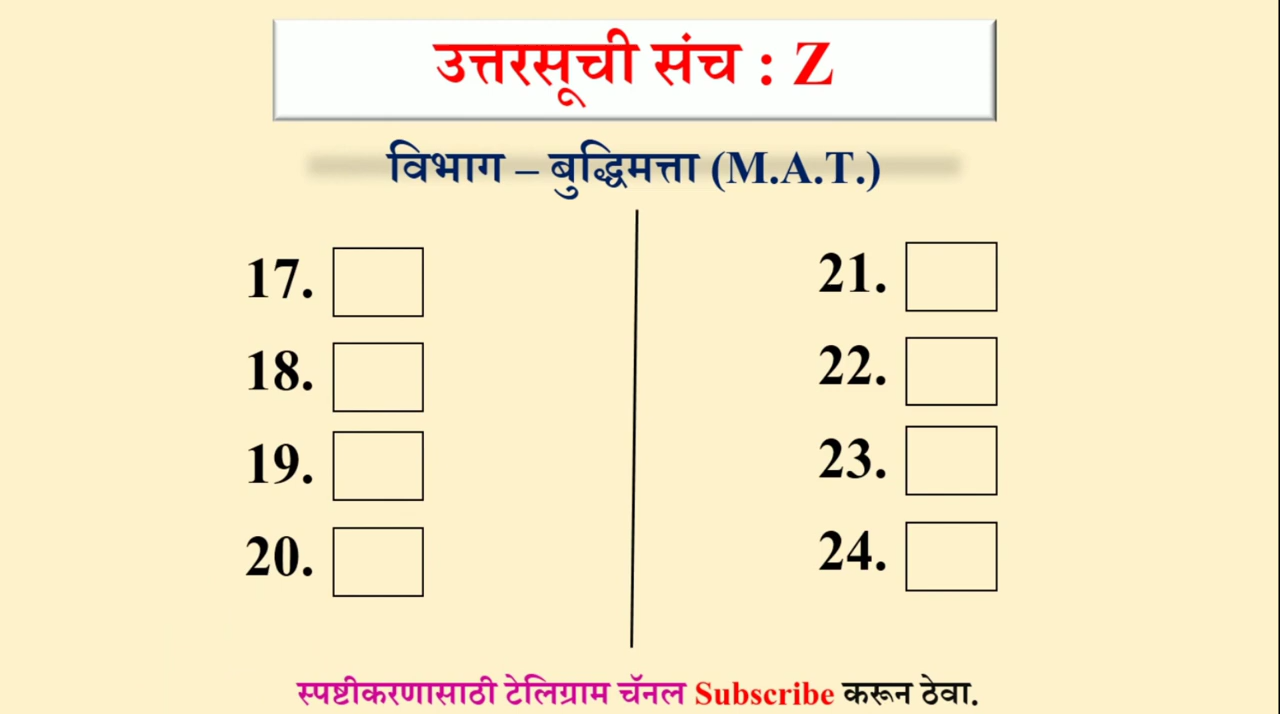 उत्तरसूची संच : Z
विभाग – बुद्धिमत्ता (M.A.T.)
17.
18.
19.
20.
21.
22.
23.
24.
स्पष्टीकरणासाठी टेलिग्राम चॅनल Subscribe करून ठेवा.